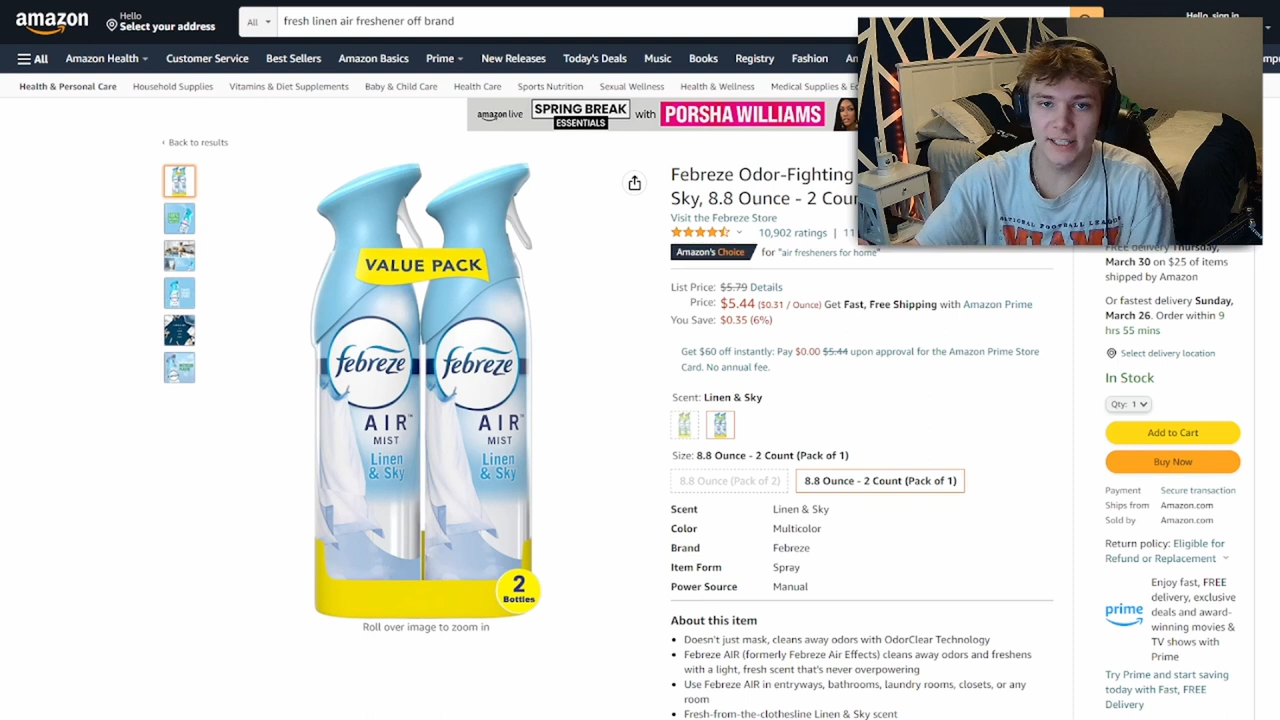 amazon
Hello
Select your address
All
fresh linen air freshener off brand
Hello, sign in
All
Amazon Health
Customer Service
Best Sellers
Amazon Basics
Prime
New Releases
Today's Deals
Music
Books
Registry
Fashion
Health & Personal Care
Household Supplies
Vitamins & Diet Supplements
Baby & Child Care
Health Care
Sports Nutrition
Sexual Wellness
Health & Wellness
Medical Supplies &
amazon live
SPRING BREAK
ESSENTIALS
with
PORSHA WILLIAMS
‹ Back to results
VALUE PACK
febreze
febreze
AIR™
AIR™
MIST
MIST
Linen
& Sky
Linen
& Sky
2
Bottles
Roll over image to zoom in
Febreze Odor-Fighting
Sky, 8.8 Ounce - 2 Cou
Visit the Febreze Store
10,902 ratings | 11
Amazon's Choice for "air fresheners for home"
List Price: $5.79 Details
Price: $5.44 ($0.31 / Ounce) Get Fast, Free Shipping with Amazon Prime
You Save: $0.35 (6%)
Get $60 off instantly: Pay $0.00 $5.44 upon approval for the Amazon Prime Store
Card. No annual fee.
Scent: Linen & Sky
Size: 8.8 Ounce - 2 Count (Pack of 1)
8.8 Ounce (Pack of 2)
8.8 Ounce - 2 Count (Pack of 1)
Scent Linen & Sky
Color Multicolor
Brand Febreze
Item Form Spray
Power Source Manual
About this item
• Doesn't just mask, cleans away odors with OdorClear Technology
• Febreze AIR (formerly Febreze Air Effects) cleans away odors and freshens
with a light, fresh scent that's never overpowering
• Use Febreze AIR in entryways, bathrooms, laundry rooms, closets, or any
room
• Fresh-from-the-clothesline Linen & Sky scent
NATIONAL FOOTBALL LEAGUE
MIAMI
FREE delivery Thursday,
March 30 on $25 of items
shipped by Amazon
Or fastest delivery Sunday,
March 26. Order within 9
hrs 55 mins
Select delivery location
In Stock
Qty: 1
Add to Cart
Buy Now
Payment Secure transaction
Ships from Amazon.com
Sold by Amazon.com
Return policy: Eligible for
Refund or Replacement
prime
Enjoy fast, FREE
delivery, exclusive
deals and award-
winning movies &
TV shows with
Prime
Try Prime and start saving
today with Fast, FREE
Delivery